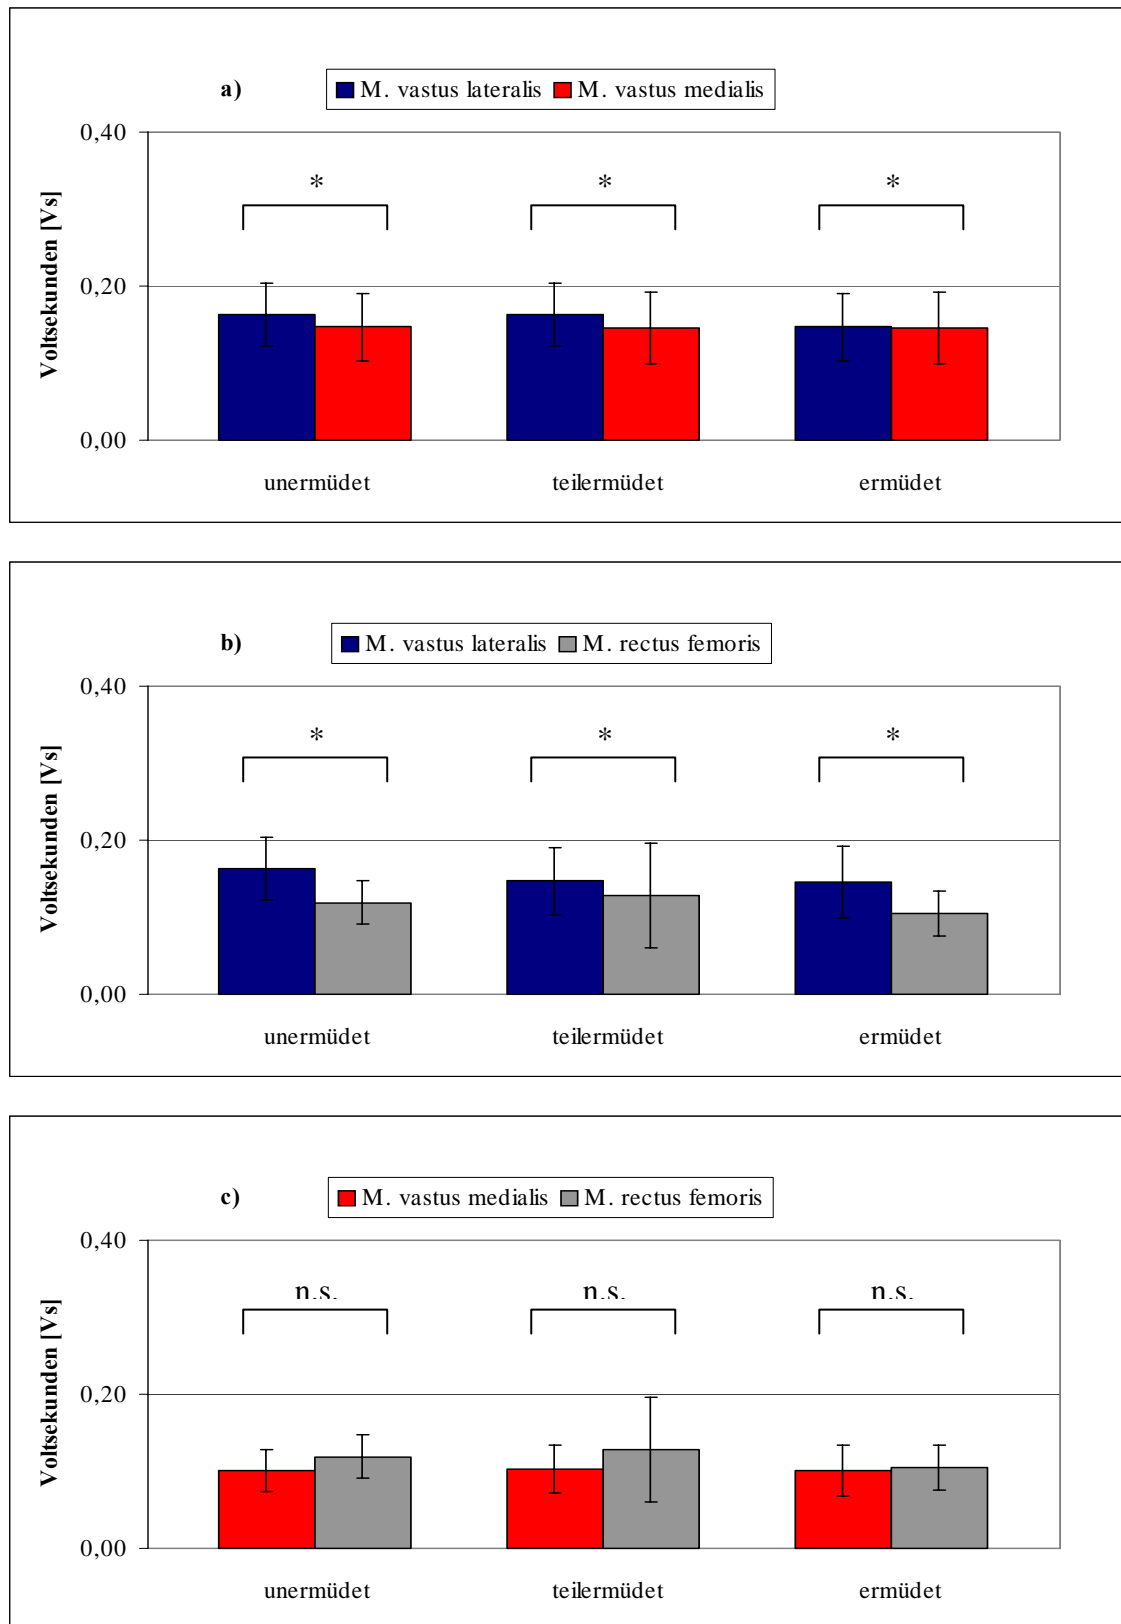 a) M. vastus lateralis M. vastus medialis
Voltsekunden [Vs]
0,40
* * *
0,20
0,00
unermüdet teilermüdet ermüdet
b) M. vastus lateralis M. rectus femoris
Voltsekunden [Vs]
0,40
* * *
0,20
0,00
unermüdet teilermüdet ermüdet
c) M. vastus medialis M. rectus femoris
Voltsekunden [Vs]
0,40
n.s. n.s. n.s.
0,20
0,00
unermüdet teilermüdet ermüdet